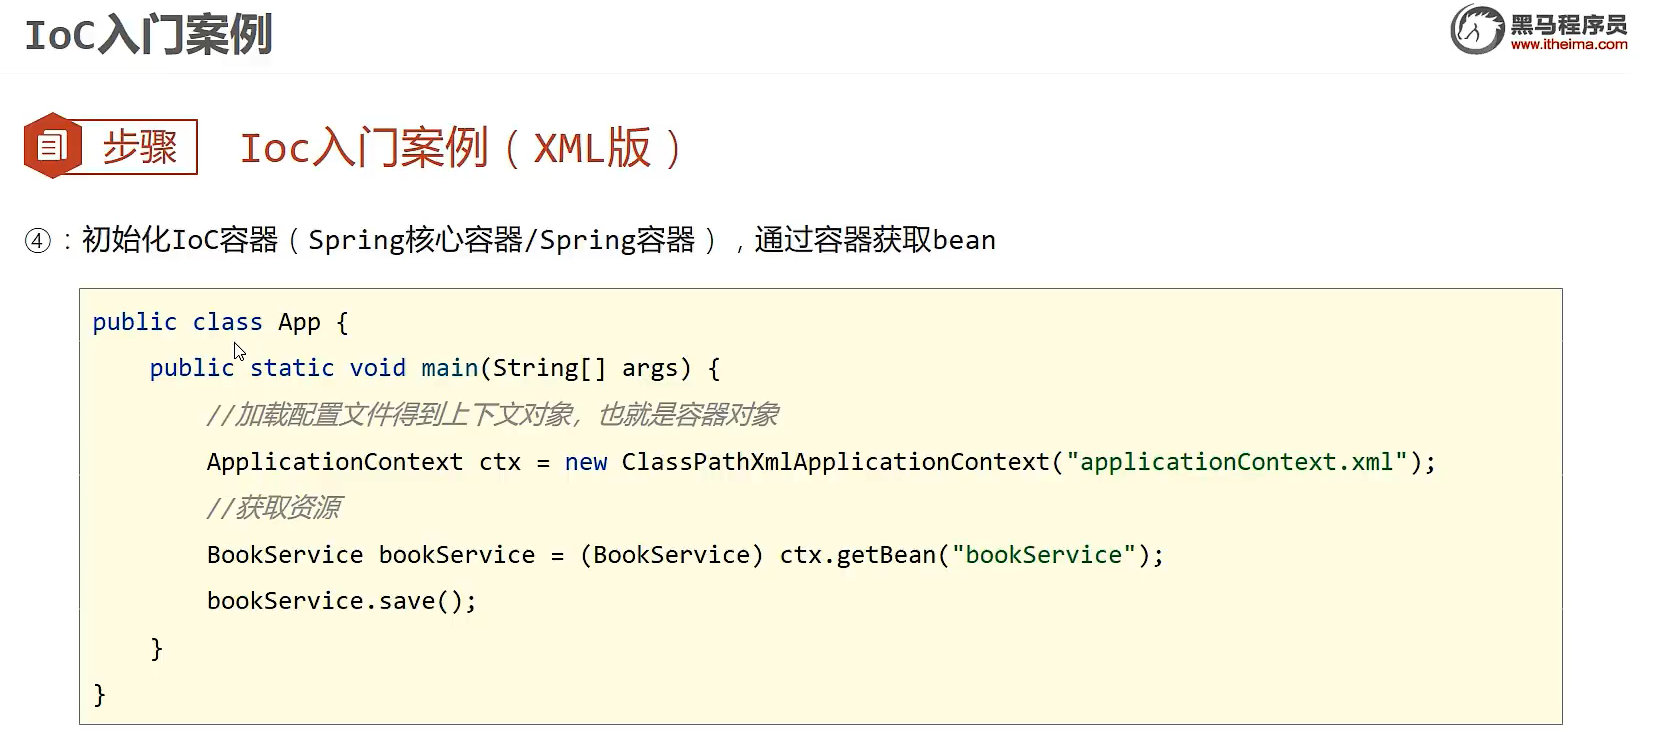 IoC入门案例
黑马程序员
www.itheima.com
步骤
Ioc入门案例（XML版）
④：初始化IoC容器（Spring核心容器/Spring容器），通过容器获取bean
public class App {
    public static void main(String[] args) {
        //加载配置文件得到上下文对象，也就是容器对象
        ApplicationContext ctx = new ClassPathXmlApplicationContext("applicationContext.xml");
        //获取资源
        BookService bookService = (BookService) ctx.getBean("bookService");
        bookService.save();
    }
}